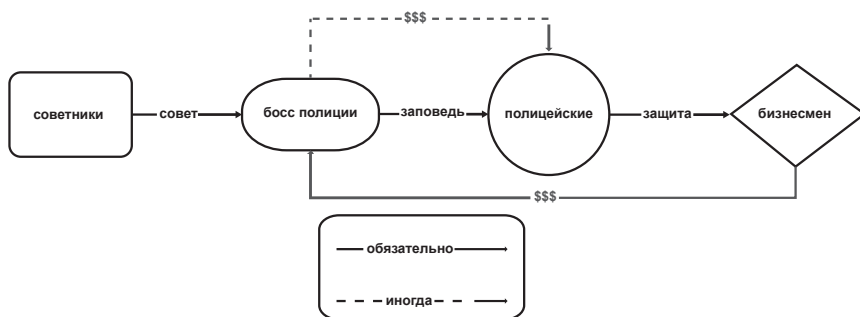 $$$
советники
совет
босс полиции
заповедь
полицейские
защита
бизнесмен
$$$
обязательно
иногда